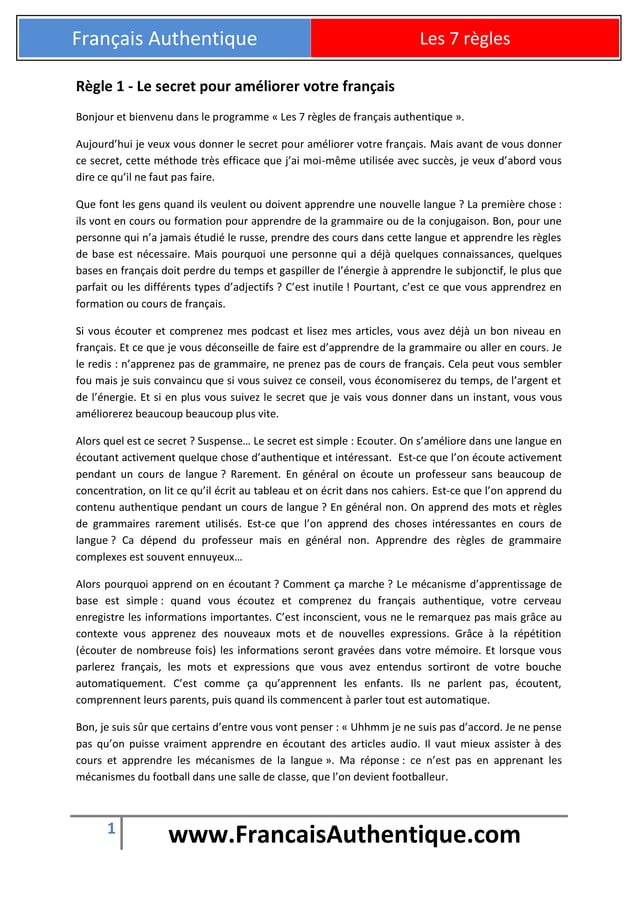 Français Authentique
Les 7 règles
Règle 1 - Le secret pour améliorer votre français
Bonjour et bienvenu dans le programme « Les 7 règles de français authentique ».
Aujourd’hui je veux vous donner le secret pour améliorer votre français. Mais avant de vous donner
ce secret, cette méthode très efficace que j’ai moi-même utilisée avec succès, je veux d’abord vous
dire ce qu’il ne faut pas faire.
Que font les gens quand ils veulent ou doivent apprendre une nouvelle langue ? La première chose :
ils vont en cours ou formation pour apprendre de la grammaire ou de la conjugaison. Bon, pour une
personne qui n’a jamais étudié le russe, prendre des cours dans cette langue et apprendre les règles
de base est nécessaire. Mais pourquoi une personne qui a déjà quelques connaissances, quelques
bases en français doit perdre du temps et gaspiller de l’énergie à apprendre le subjonctif, le plus que
parfait ou les différents types d’adjectifs ? C’est inutile ! Pourtant, c’est ce que vous apprendrez en
formation ou cours de français.
Si vous écouter et comprenez mes podcast et lisez mes articles, vous avez déjà un bon niveau en
français. Et ce que je vous déconseille de faire est d’apprendre de la grammaire ou aller en cours. Je
le redis : n’apprenez pas de grammaire, ne prenez pas de cours de français. Cela peut vous sembler
fou mais je suis convaincu que si vous suivez ce conseil, vous économiserez du temps, de l’argent et
de l’énergie. Et si en plus vous suivez le secret que je vais vous donner dans un instant, vous vous
améliorerez beaucoup beaucoup plus vite.
Alors quel est ce secret ? Suspense… Le secret est simple : Ecouter. On s’améliore dans une langue en
écoutant activement quelque chose d’authentique et intéressant. Est-ce que l’on écoute activement
pendant un cours de langue ? Rarement. En général on écoute un professeur sans beaucoup de
concentration, on lit ce qu’il écrit au tableau et on écrit dans nos cahiers. Est-ce que l’on apprend du
contenu authentique pendant un cours de langue ? En général non. On apprend des mots et règles
de grammaires rarement utilisés. Est-ce que l’on apprend des choses intéressantes en cours de
langue ? Ca dépend du professeur mais en général non. Apprendre des règles de grammaire
complexes est souvent ennuyeux…
Alors pourquoi apprend on en écoutant ? Comment ça marche ? Le mécanisme d’apprentissage de
base est simple : quand vous écoutez et comprenez du français authentique, votre cerveau
enregistre les informations importantes. C’est inconscient, vous ne le remarquez pas mais grâce au
contexte vous apprenez des nouveaux mots et de nouvelles expressions. Grâce à la répétition
(écouter de nombreuse fois) les informations seront gravées dans votre mémoire. Et lorsque vous
parlerez français, les mots et expressions que vous avez entendus sortiront de votre bouche
automatiquement. C’est comme ça qu’apprennent les enfants. Ils ne parlent pas, écoutent,
comprennent leurs parents, puis quand ils commencent à parler tout est automatique.
Bon, je suis sûr que certains d’entre vous vont penser : « Uhhmm je ne suis pas d’accord. Je ne pense
pas qu’on puisse vraiment apprendre en écoutant des articles audio. Il vaut mieux assister à des
cours et apprendre les mécanismes de la langue ». Ma réponse : ce n’est pas en apprenant les
mécanismes du football dans une salle de classe, que l’on devient footballeur.
1
www.FrancaisAuthentique.com